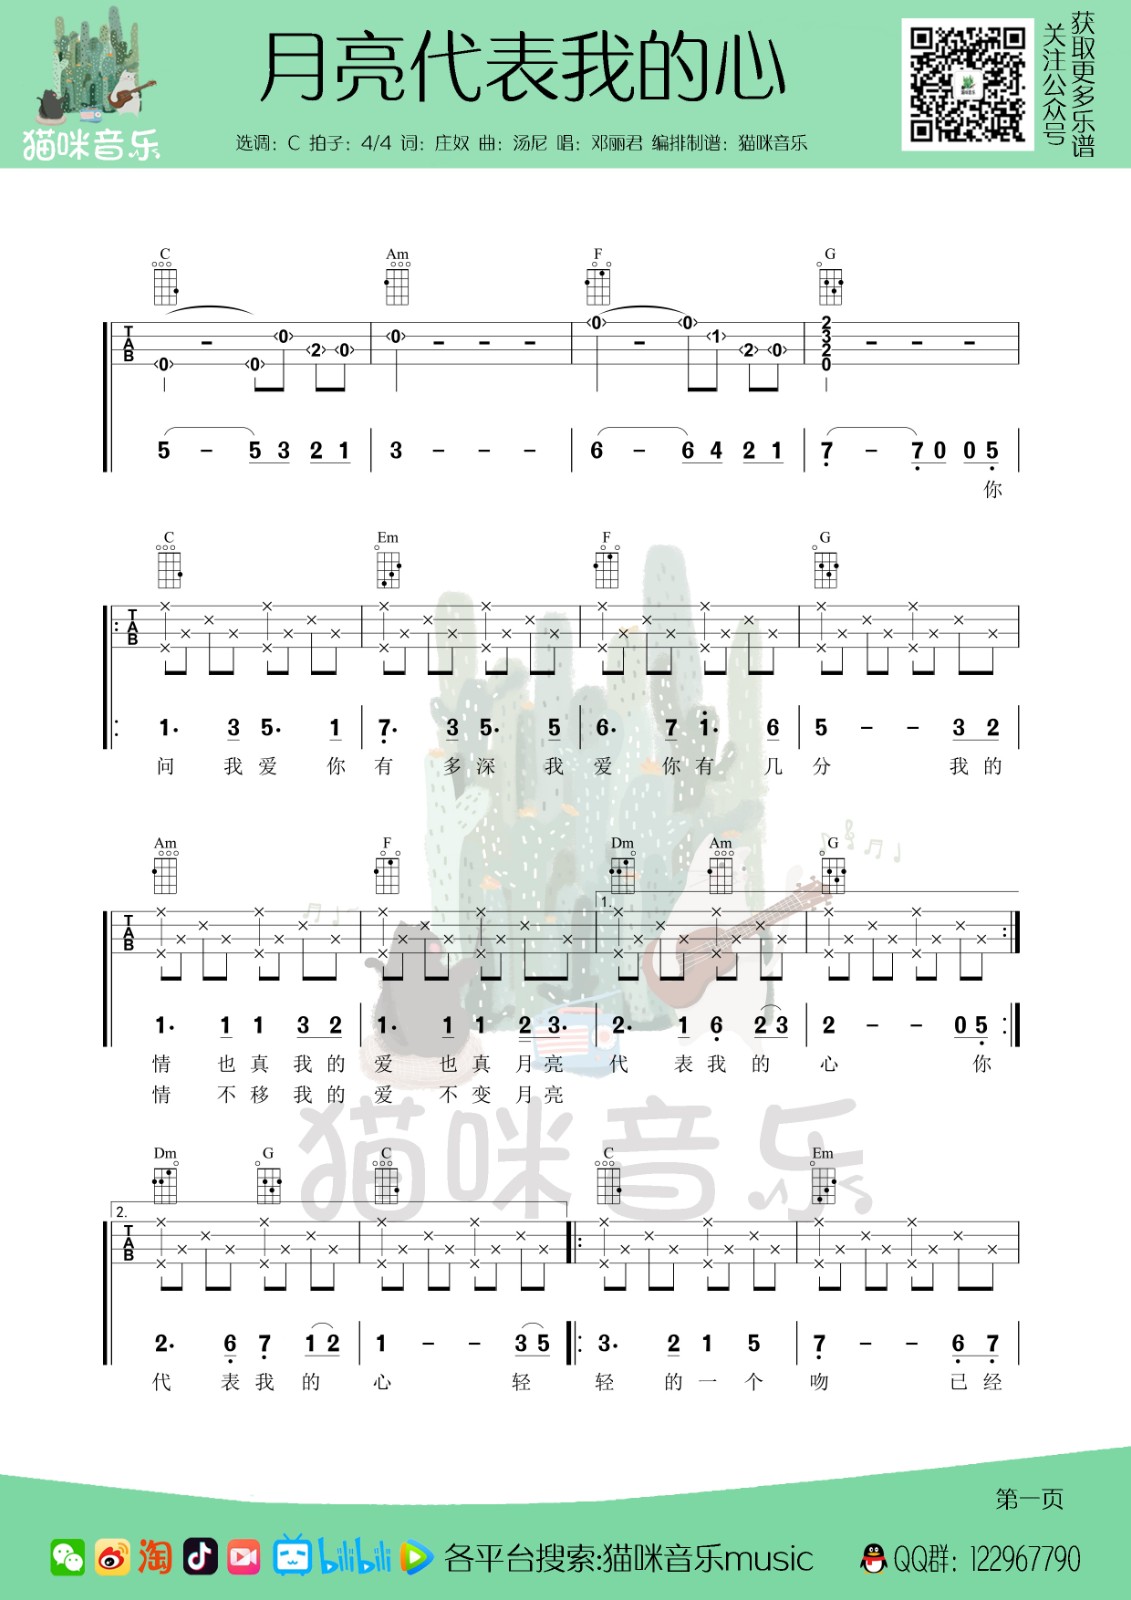 猫咪音乐
月亮代表我的心
选调：C 拍子：4/4 词：庄奴 曲：汤尼 唱：邓丽君 编排制谱：猫咪音乐
获取更多乐谱
关注公众号
C Am F G
TAB 0 - 0 0 2 0 0 - - - 0 - 0 1 2 0 2 3 2 0 - - -
5 - 5 3 2 1 3 - - - 6 - 6 4 2 1 7 - 7 0 0 5
你
C Em F G
TAB
1· 3 5· 1 7· 3 5· 5 6· 7 1· 6 5 - - 3 2
问 我 爱 你 有 多 深 我 爱 你 有 几 分 我 的
Am F Dm Am G
1.
TAB
1· 1 1 3 2 1· 1 1 2 3· 2· 1 6 2 3 2 - - 0 5
情 也 真 我 的 爱 也 真 月 亮 代 表 我 的 心 你
情 不 移 我 的 爱 不 变 月 亮
Dm G C C Em
2.
TAB
2· 6 7 1 2 1 - - 3 5 3· 2 1 5 7 - - 6 7
代 表 我 的 心 轻 轻 的 一 个 吻 已 经
猫咪音乐
第一页
淘 bilibili 各平台搜索:猫咪音乐music QQ群：122967790